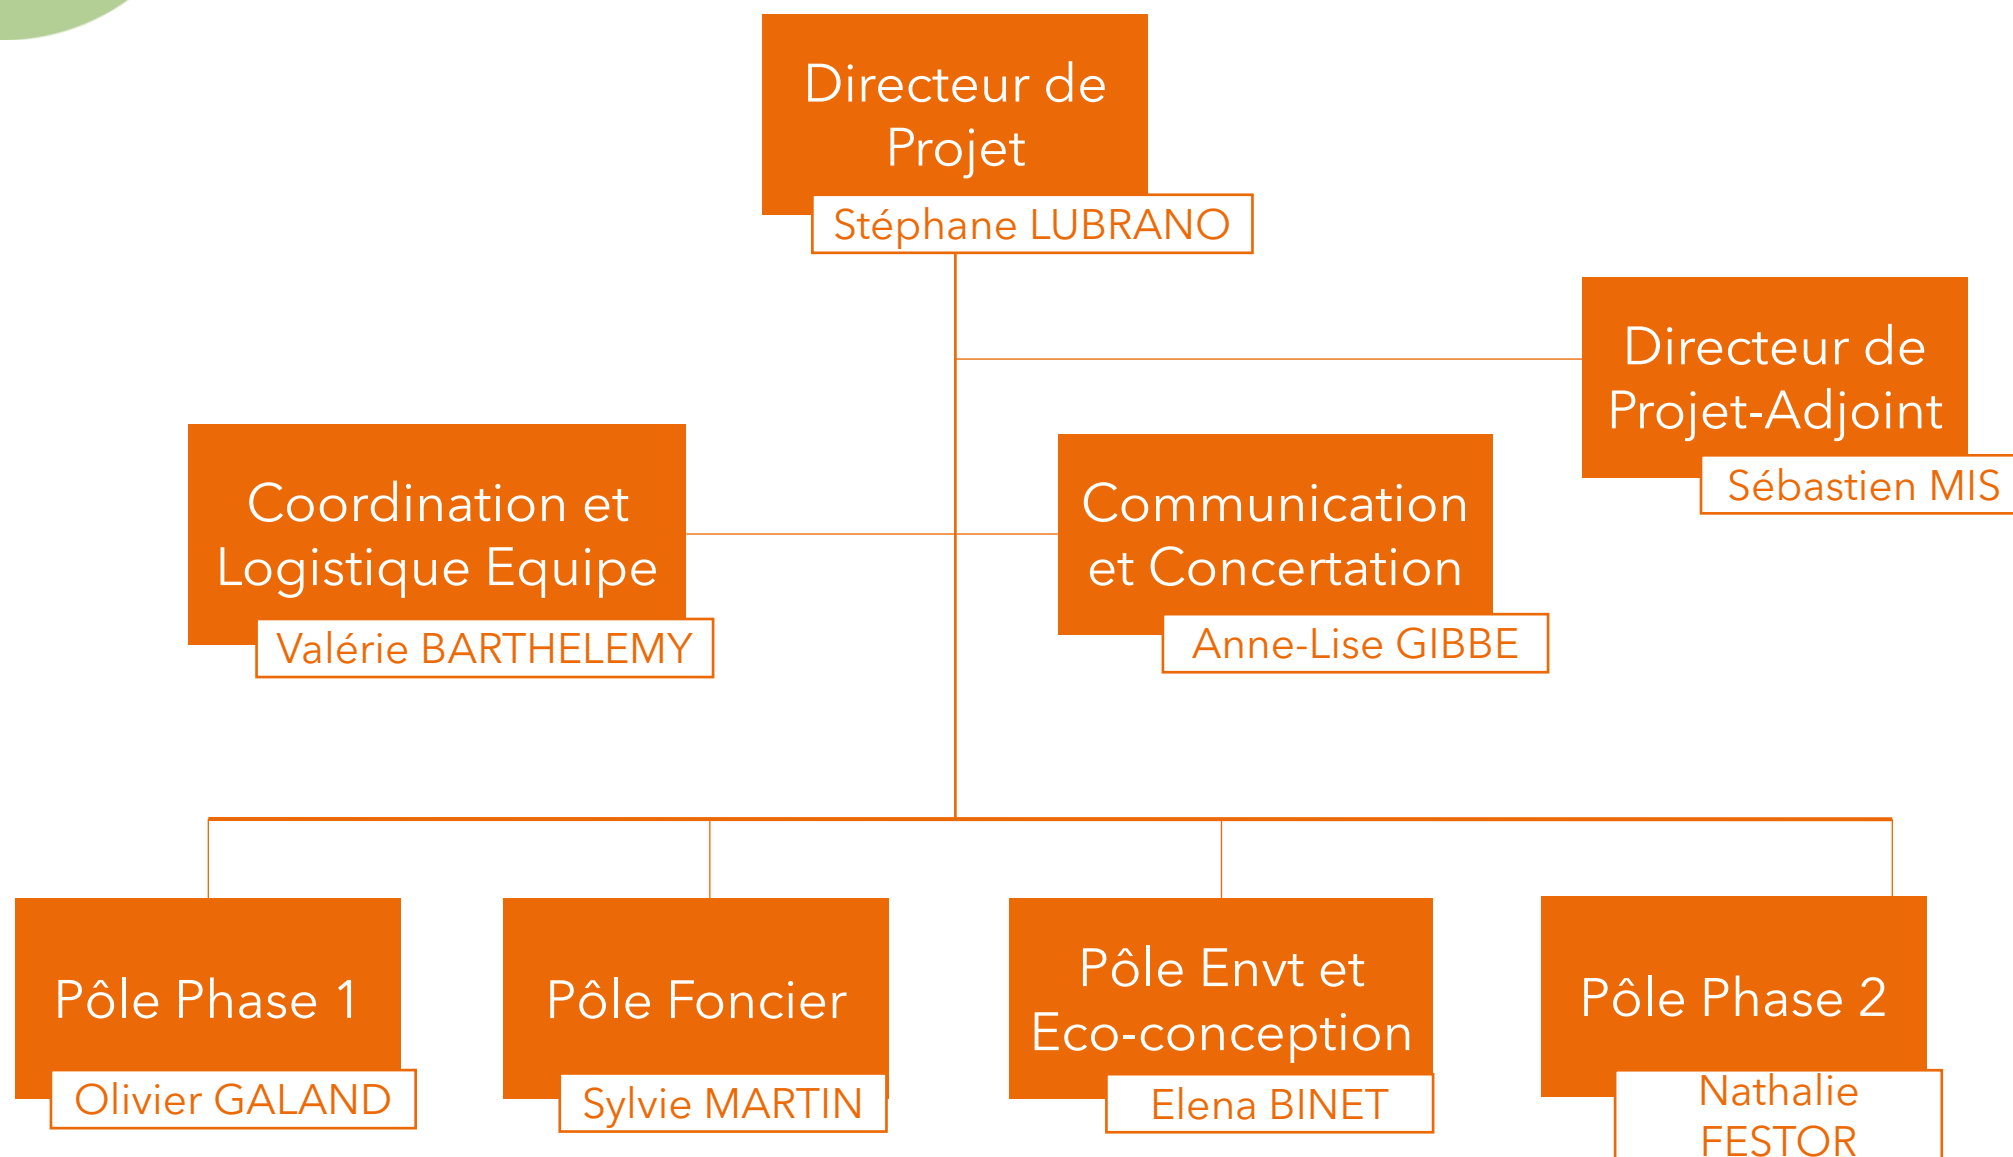 Directeur de
Projet
Stéphane LUBRANO
Directeur de
Projet-Adjoint
Sébastien MIS
Coordination et
Logistique Equipe
Valérie BARTHELEMY
Communication
et Concertation
Anne-Lise GIBBE
Pôle Phase 1
Olivier GALAND
Pôle Foncier
Sylvie MARTIN
Pôle Envt et
Eco-conception
Elena BINET
Pôle Phase 2
Nathalie
FESTOR